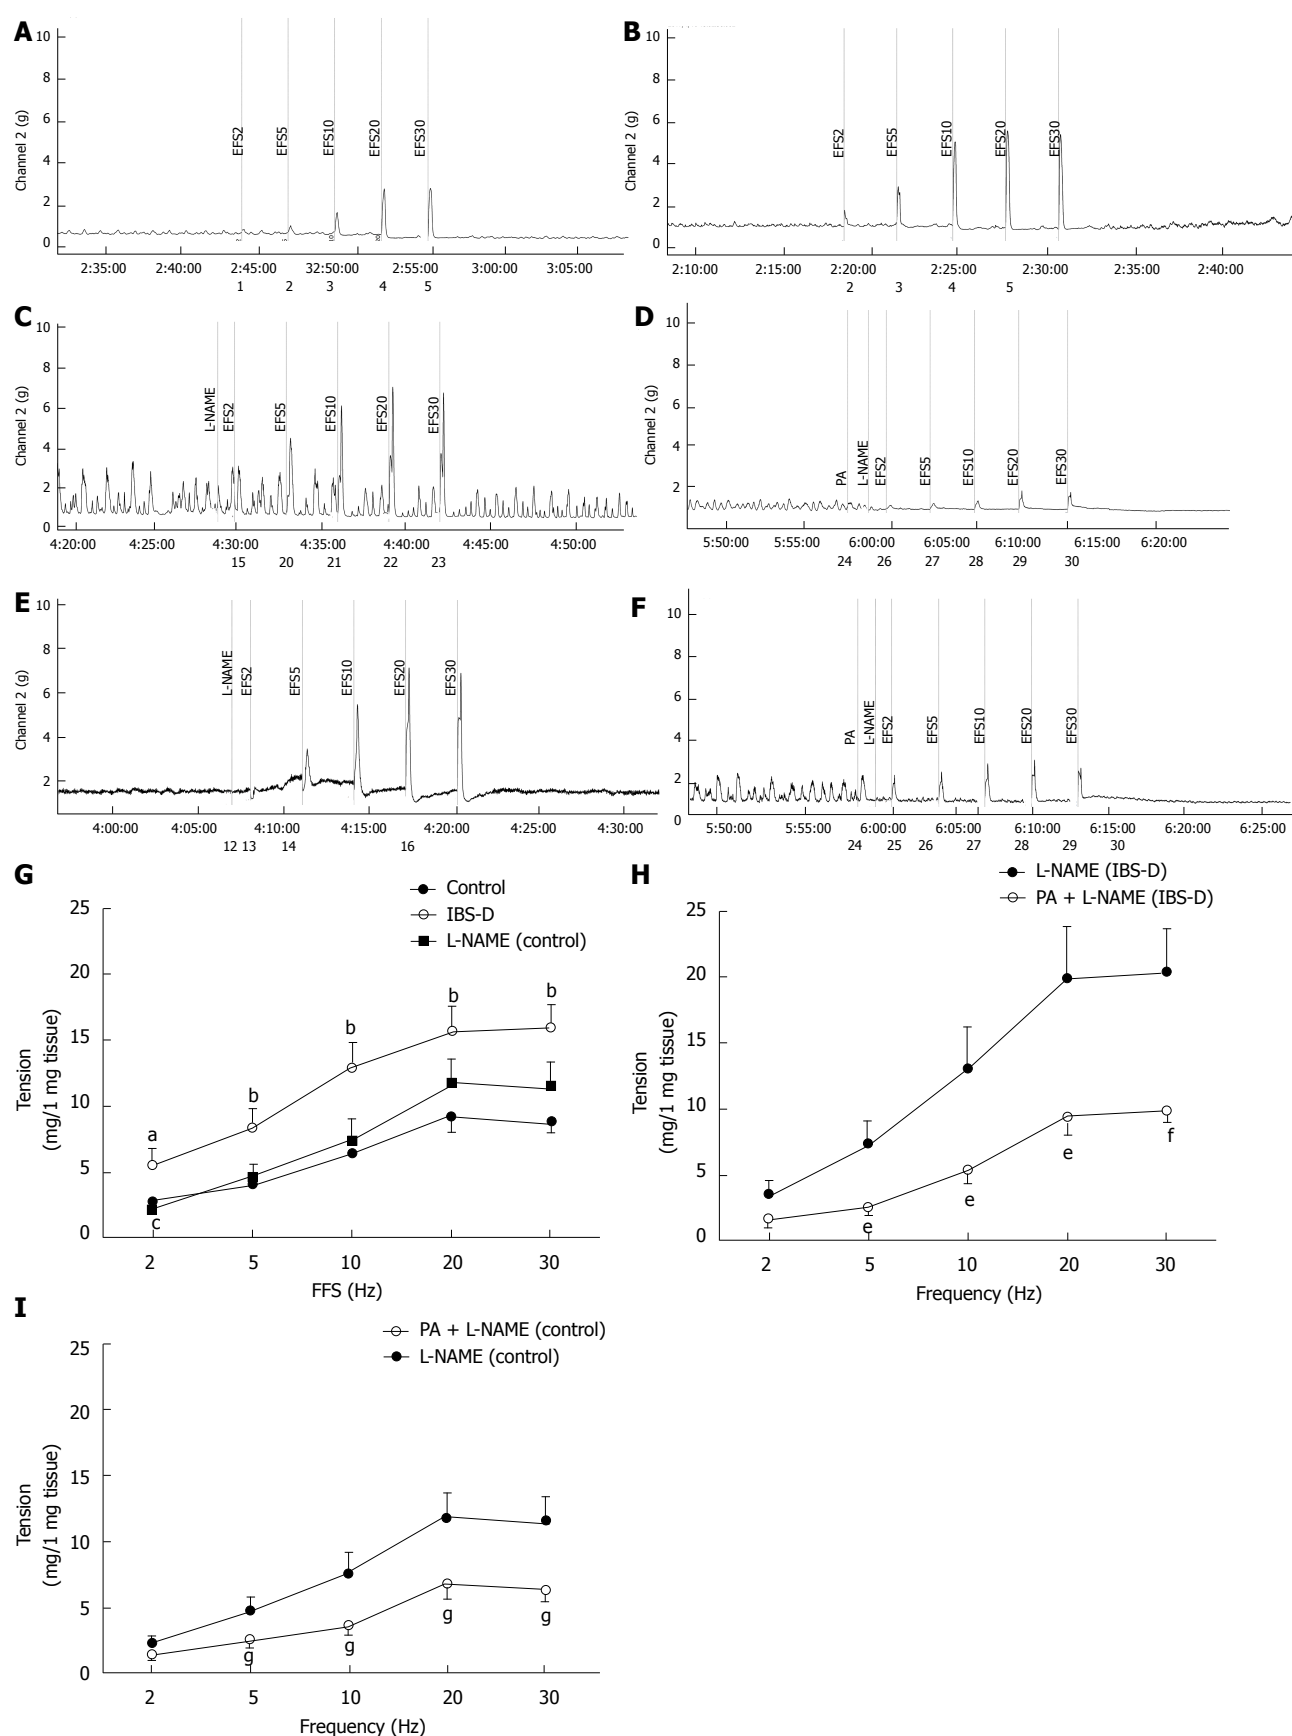 A
Channel 2 (g)
10
8
6
4
2
0
EFS2
EFS5
EFS10
EFS20
EFS30
2:35:00 2:40:00 2:45:00 32:50:00 2:55:00 3:00:00 3:05:00
1 2 3 4 5
B
Channel 2 (g)
10
8
6
4
2
0
EFS2
EFS5
EFS10
EFS20
EFS30
2:10:00 2:15:00 2:20:00 2:25:00 2:30:00 2:35:00 2:40:00
2 3 4 5
C
Channel 2 (g)
10
8
6
4
2
0
L-NAME
EFS2
EFS5
EFS10
EFS20
EFS30
4:20:00 4:25:00 4:30:00 4:35:00 4:40:00 4:45:00 4:50:00
15 20 21 22 23
D
Channel 2 (g)
10
8
6
4
2
PA
L-NAME
EFS2
EFS5
EFS10
EFS20
EFS30
5:50:00 5:55:00 6:00:00 6:05:00 6:10:00 6:15:00 6:20:00
24 26 27 28 29 30
E
Channel 2 (g)
10
8
6
4
2
L-NAME
EFS2
EFS5
EFS10
EFS20
EFS30
4:00:00 4:05:00 4:10:00 4:15:00 4:20:00 4:25:00 4:30:00
12 13 14 16
F
Channel 2 (g)
10
8
6
4
2
0
PA
L-NAME
EFS2
EFS5
EFS10
EFS20
EFS30
5:50:00 5:55:00 6:00:00 6:05:00 6:10:00 6:15:00 6:20:00 6:25:00
24 25 26 27 28 29 30
G
Control
IBS-D
L-NAME (control)
Tension
(mg/1 mg tissue)
25
20
15
10
5
0
a
b
b
b
b
c
2 5 10 20 30
FFS (Hz)
H
L-NAME (IBS-D)
PA + L-NAME (IBS-D)
Tension
(mg/1 mg tissue)
25
20
15
10
5
0
e
e
e
f
2 5 10 20 30
Frequency (Hz)
I
PA + L-NAME (control)
L-NAME (control)
Tension
(mg/1 mg tissue)
25
20
15
10
5
0
g
g
g
g
2 5 10 20 30
Frequency (Hz)